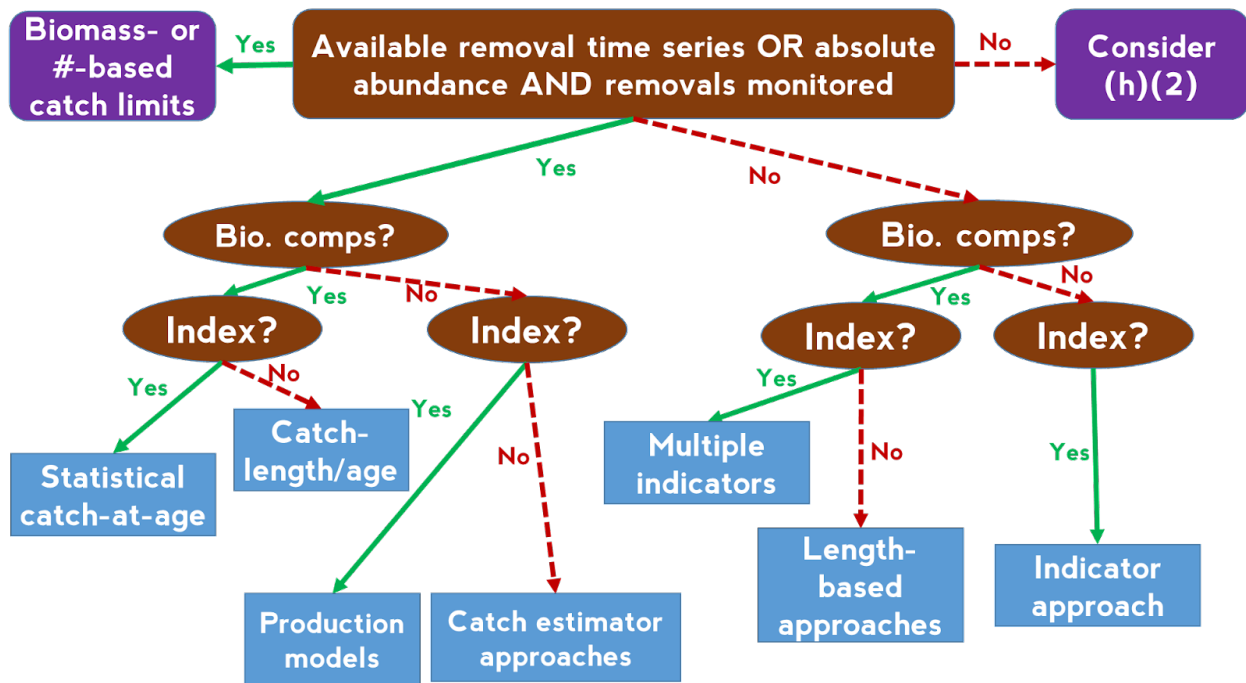 Biomass- or
#-based
catch limits
Yes
Available removal time series OR absolute
abundance AND removals monitored
No
Consider
(h)(2)
Yes
No
Bio. comps?
Bio. comps?
Yes
No
Yes
No
Index?
Index?
Index?
Index?
Yes
No
Yes
No
Yes
No
Yes
Catch-
length/age
Statistical
catch-at-age
Multiple
indicators
Production
models
Catch estimator
approaches
Length-
based
approaches
Indicator
approach